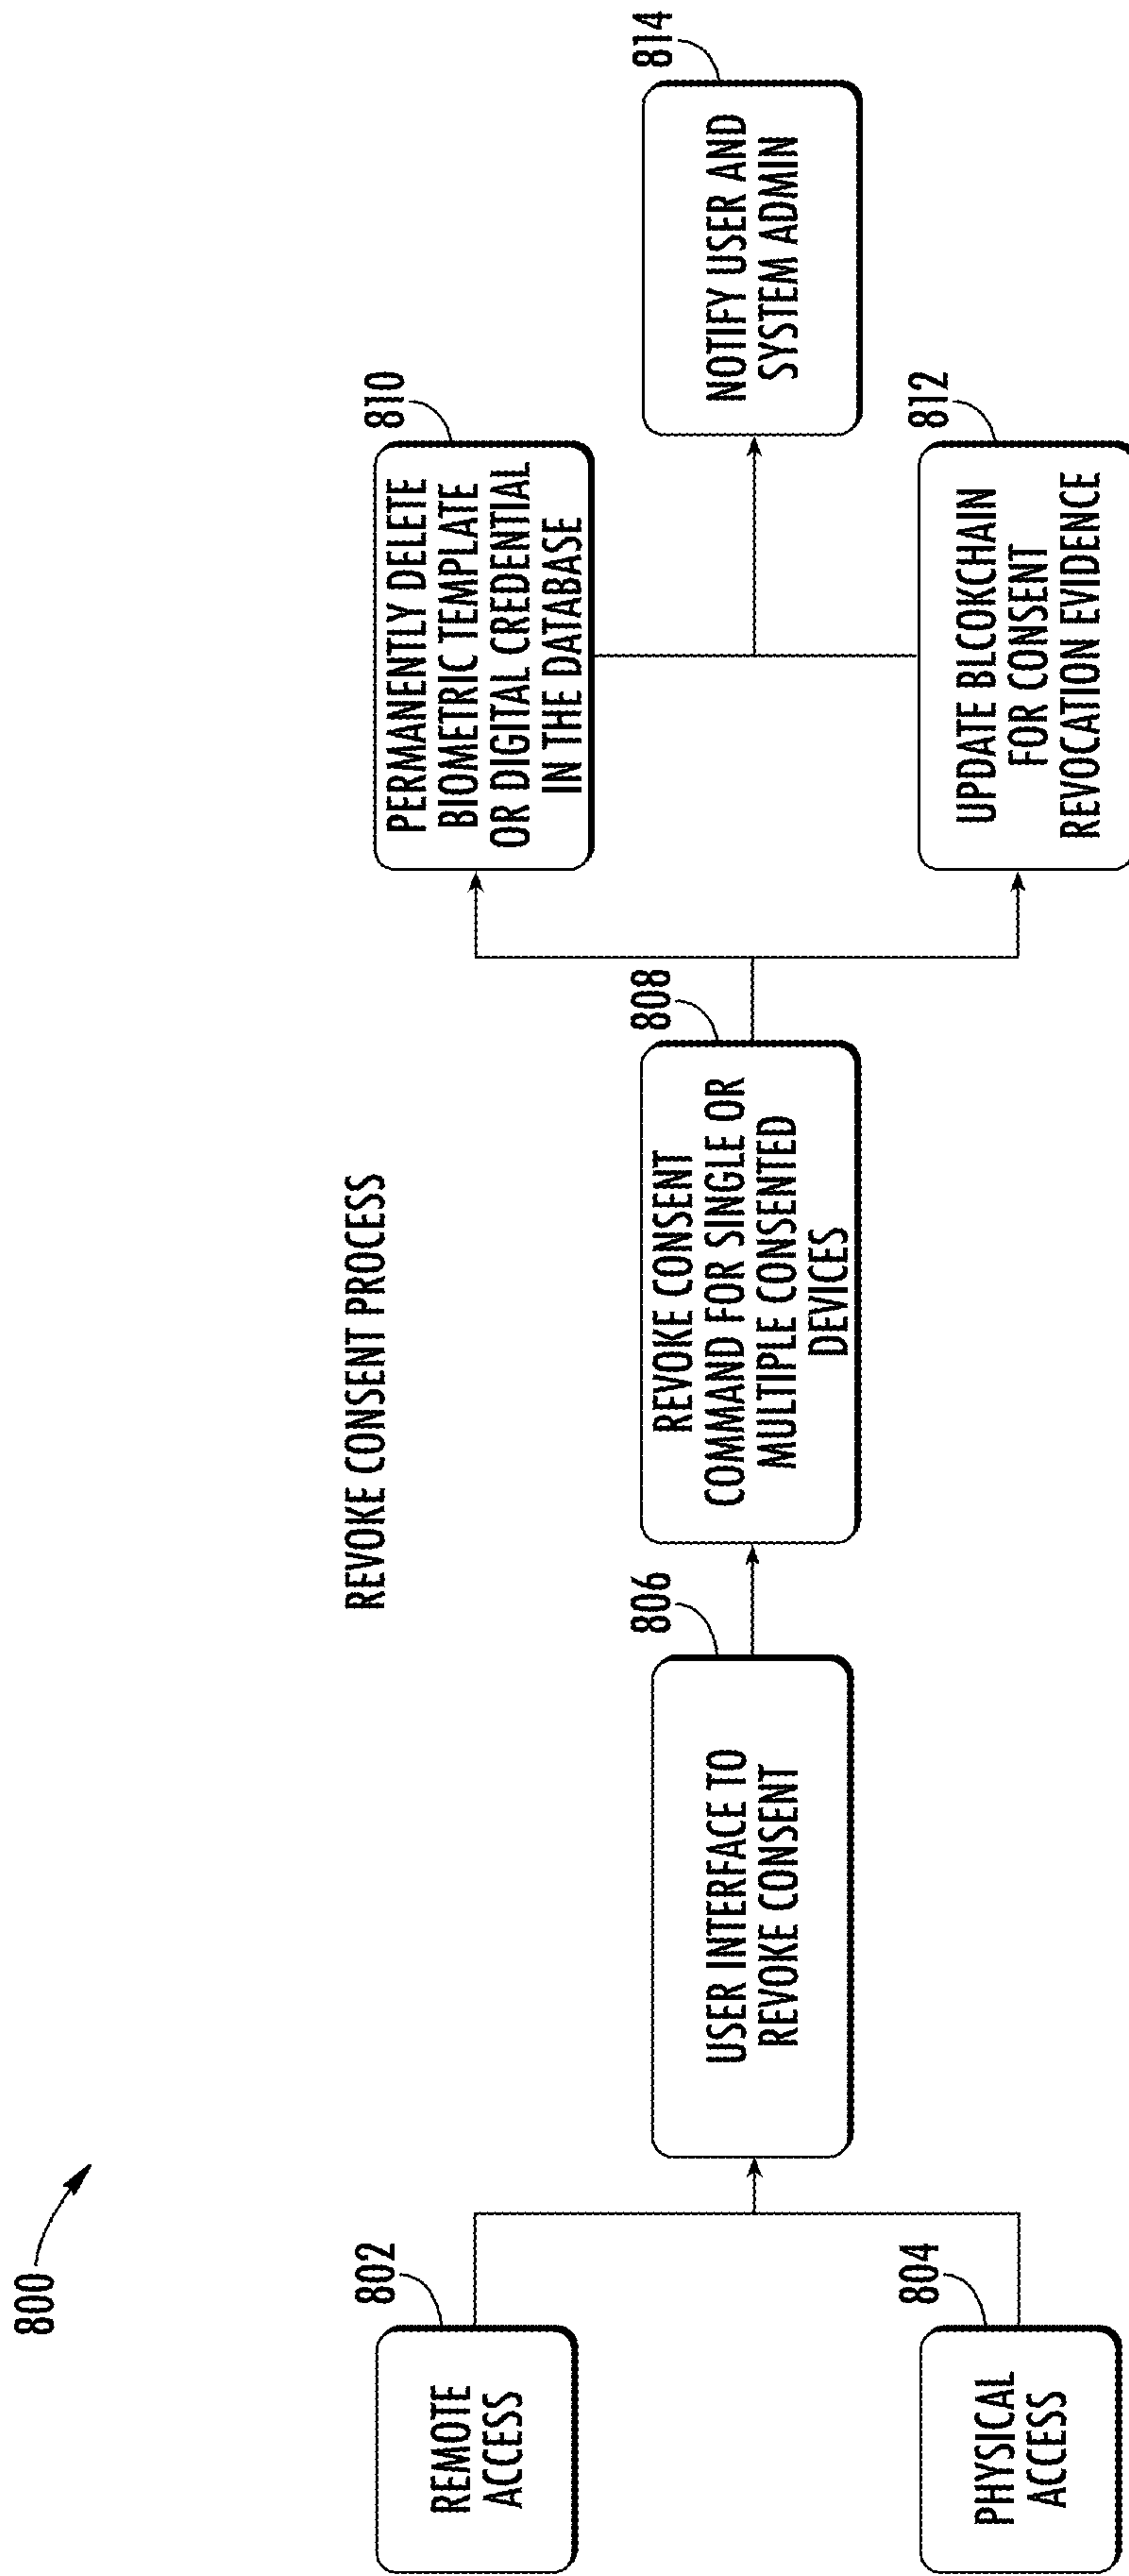 800
REVOKE CONSENT PROCESS
802
REMOTE
ACCESS
804
PHYSICAL
ACCESS
806
USER INTERFACE TO
REVOKE CONSENT
808
REVOKE CONSENT
COMMAND FOR SINGLE OR
MULTIPLE CONSENTED
DEVICES
810
PERMANENTLY DELETE
BIOMETRIC TEMPLATE
OR DIGITAL CREDENTIAL
IN THE DATABASE
812
UPDATE BLCOKCHAIN
FOR CONSENT
REVOCATION EVIDENCE
814
NOTIFY USER AND
SYSTEM ADMIN